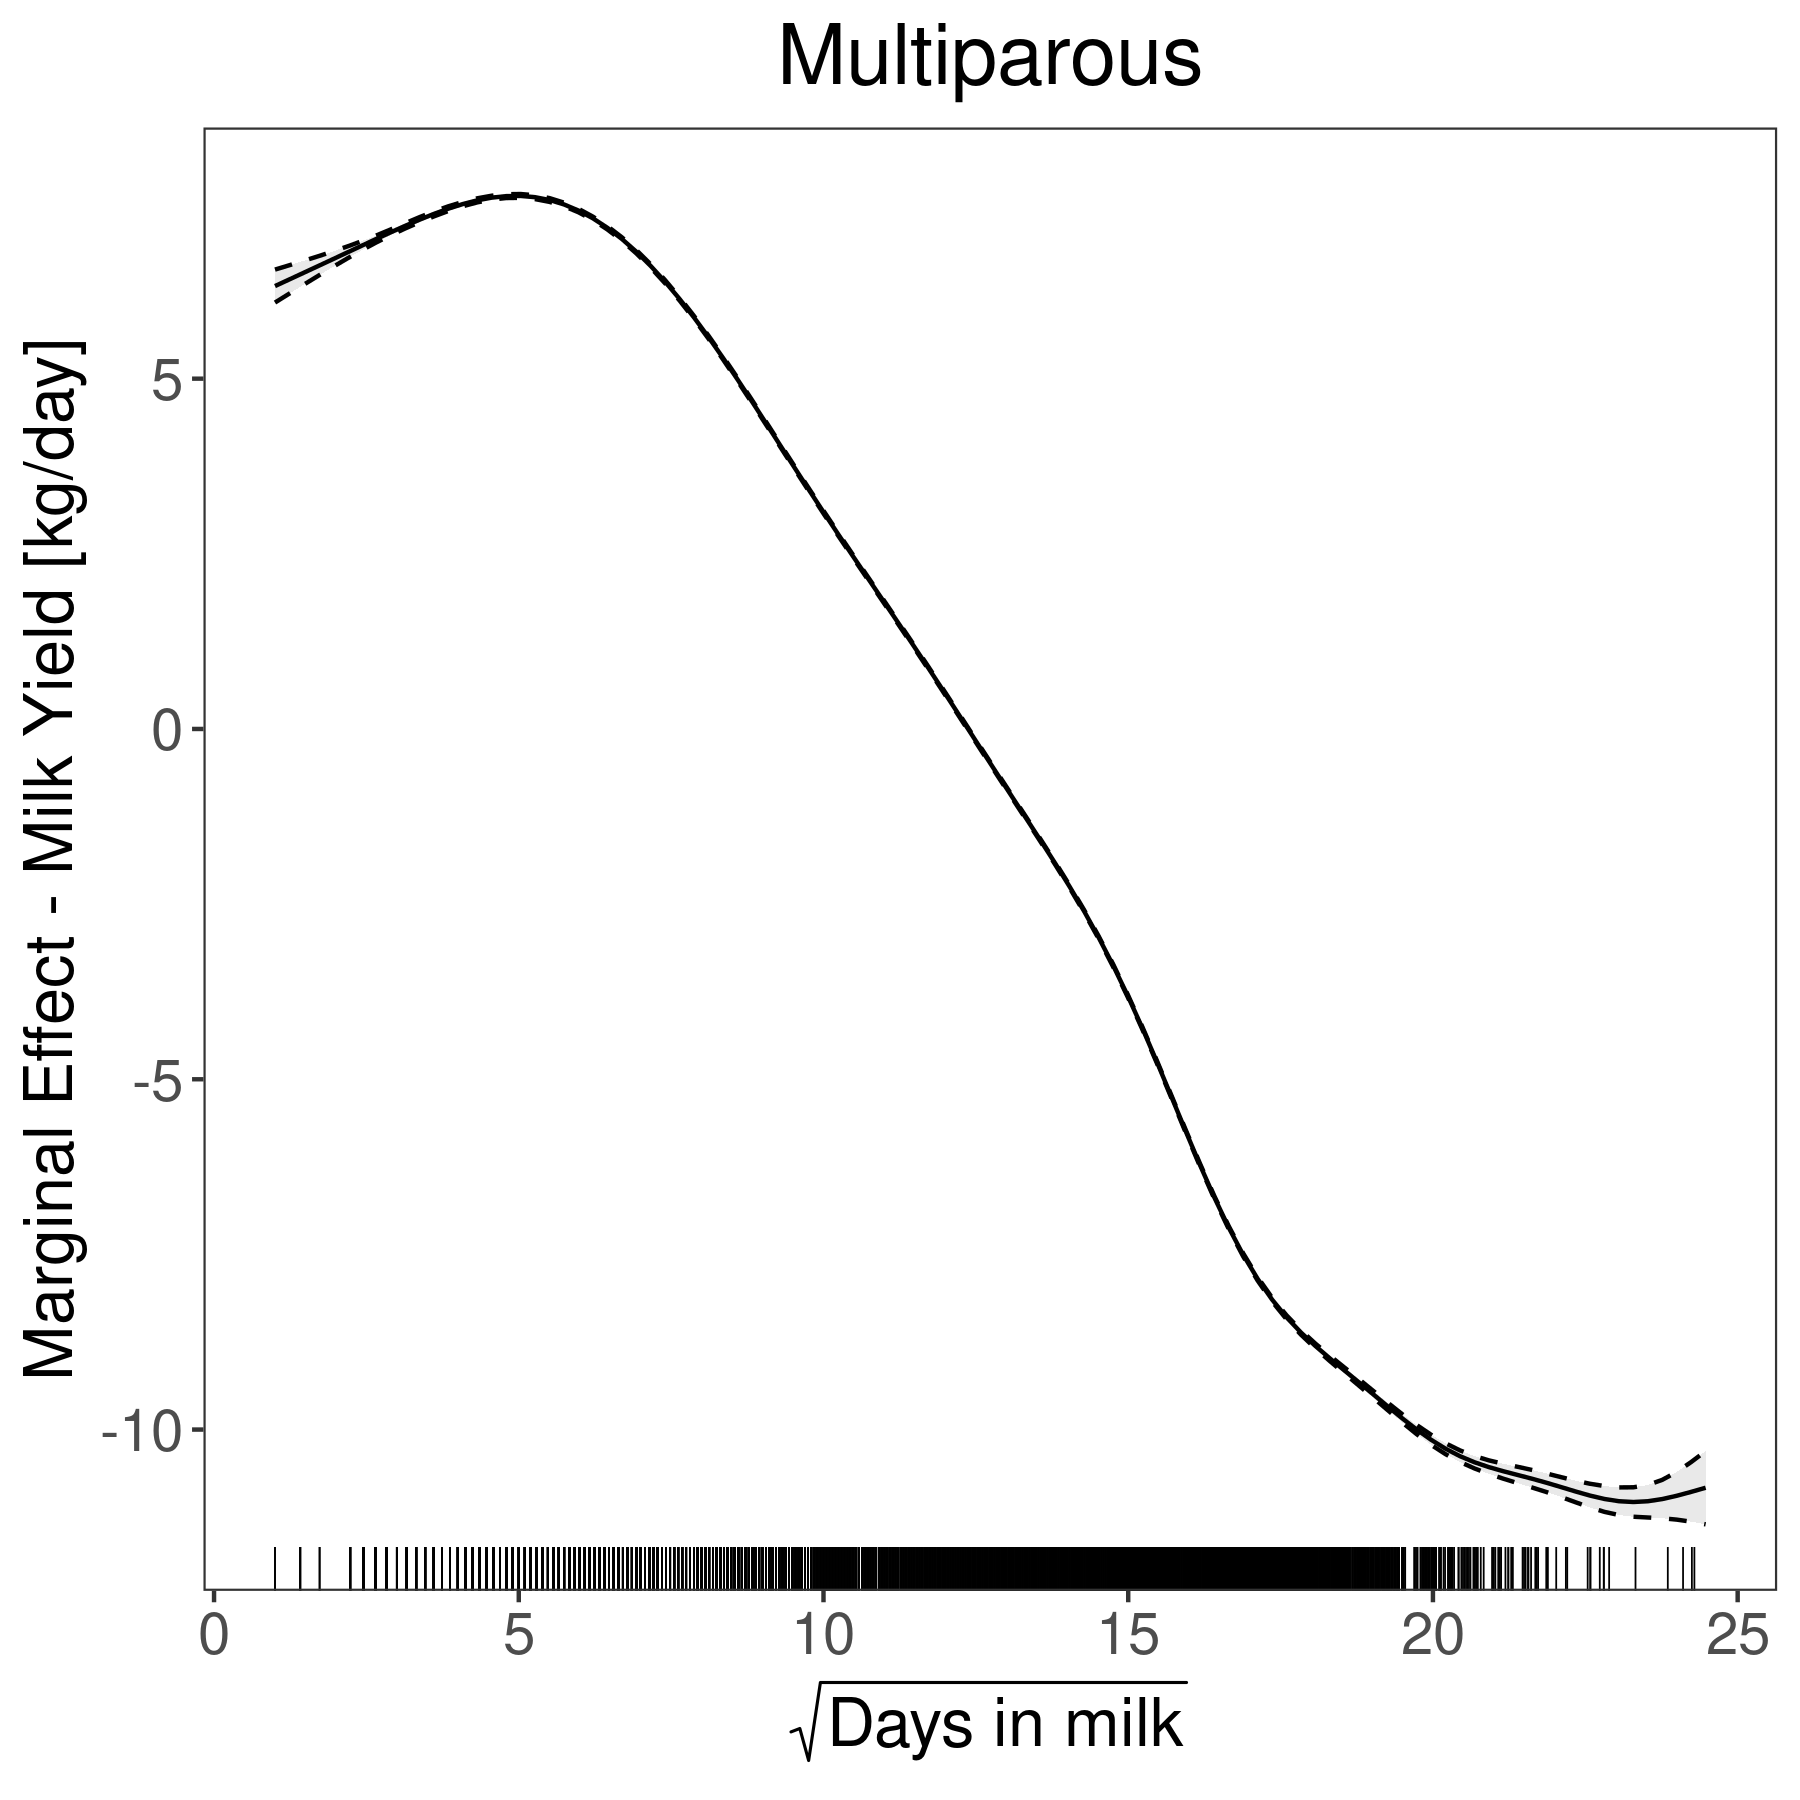 Multiparous
Marginal Effect - Milk Yield [kg/day]
5
0
-5
-10
0 5 10 15 20 25
√Days in milk